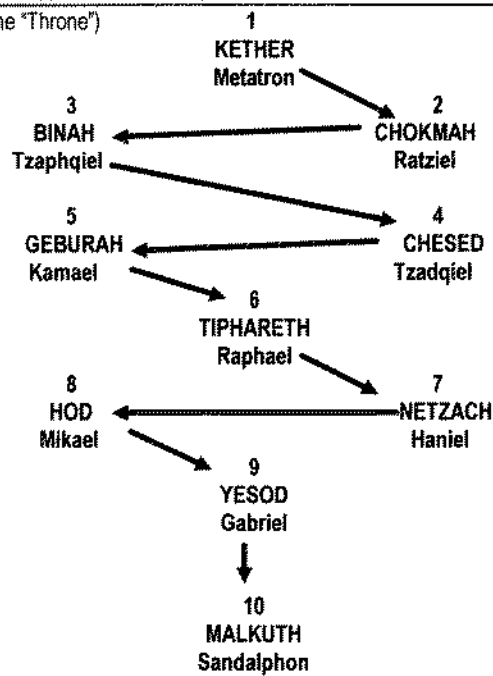 ne "Throne")
1
KETHER
Metatron
3
BINAH
Tzaphqiel
2
CHOKMAH
Ratziel
5
GEBURAH
Kamael
4
CHESED
Tzadqiel
6
TIPHARETH
Raphael
8
HOD
Mikael
7
NETZACH
Haniel
9
YESOD
Gabriel
10
MALKUTH
Sandalphon